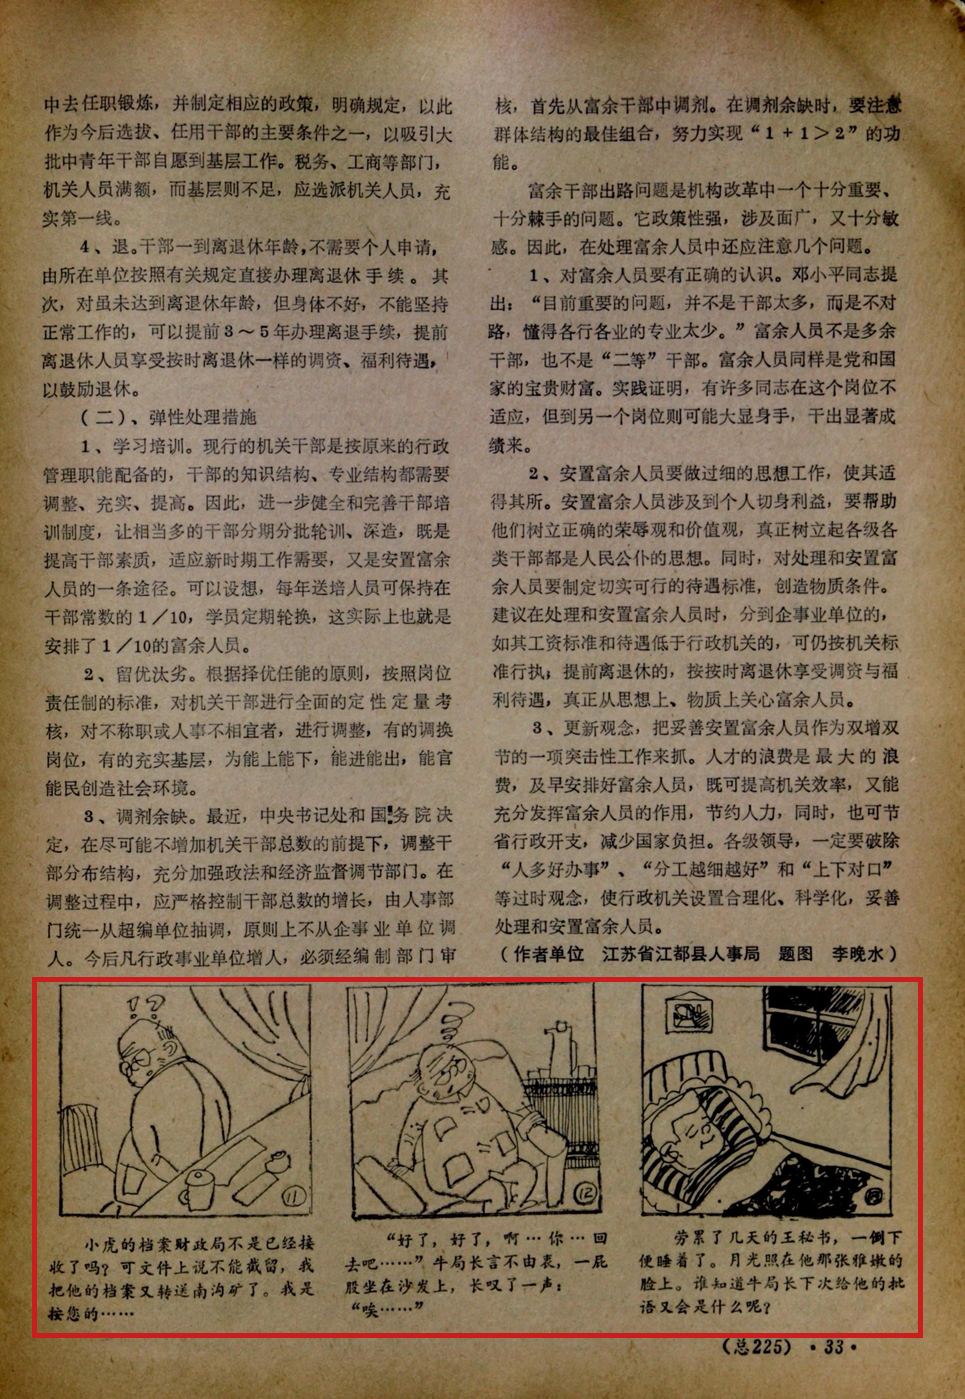 中去任职锻炼，并制定相应的政策，明确规定，以此
作为今后选拔、任用干部的主要条件之一，以吸引大
批中青年干部自愿到基层工作。税务、工商等部门，
机关人员满额，而基层则不足，应选派机关人员，充
实第一线。
4、退。干部一到离退休年龄，不需要个人申请，
由所在单位按照有关规定直接办理离退休手续。其
次，对虽未达到离退休年龄，但身体不好，不能坚持
正常工作的，可以提前3～5年办理离退手续，提前
离退休人员享受按时离退休一样的调资、福利待遇，
以鼓励退休。
（二）、弹性处理措施
1、学习培训。现行的机关干部是按原来的行政
管理职能配备的，干部的知识结构、专业结构都需要
调整、充实、提高。因此，进一步健全和完善干部培
训制度，让相当多的干部分期分批轮训、深造，既是
提高干部素质，适应新时期工作需要，又是安置富余
人员的一条途径。可以设想，每年送培人员可保持在
干部常数的1／10，学员定期轮换，这实际上也就是
安排了1／10的富余人员。
2、留优汰劣。根据择优任能的原则，按照岗位
责任制的标准，对机关干部进行全面的定性定量考
核，对不称职或人事不相宜者，进行调整，有的调换
岗位，有的充实基层，为能上能下，能进能出，能官
能民创造社会环境。
3、调剂余缺。最近，中央书记处和国务院决
定，在尽可能不增加机关干部总数的前提下，调整干
部分布结构，充分加强政法和经济监督调节部门。在
调整过程中，应严格控制干部总数的增长，由人事部
门统一从超编单位抽调，原则上不从企事业单位调
人。今后凡行政事业单位增人，必须经编制部门审
核，首先从富余干部中调剂。在调剂余缺时，要注意
群体结构的最佳组合，努力实现“1+1>2”的功
能。
富余干部出路问题是机构改革中一个十分重要、
十分棘手的问题。它政策性强，涉及面广，又十分敏
感。因此，在处理富余人员中还应注意几个问题。
1、对富余人员要有正确的认识。邓小平同志提
出：“目前重要的问题，并不是干部太多，而是不对
路，懂得各行各业的专业太少。”富余人员不是多余
干部，也不是“二等”干部。富余人员同样是党和国
家的宝贵财富。实践证明，有许多同志在这个岗位不
适应，但到另一个岗位则可能大显身手，干出显著成
绩来。
2、安置富余人员要做过细的思想工作，使其适
得其所。安置富余人员涉及到个人切身利益，要帮助
他们树立正确的荣辱观和价值观，真正树立起各级各
类干部都是人民公仆的思想。同时，对处理和安置富
余人员要制定切实可行的待遇标准，创造物质条件。
建议在处理和安置富余人员时，分到企事业单位的，
如其工资标准和待遇低于行政机关的，可仍按机关标
准行执；提前离退休的，按按时离退休享受调资与福
利待遇，真正从思想上、物质上关心富余人员。
3、更新观念，把妥善安置富余人员作为双增双
节的一项突击性工作来抓。人才的浪费是最大的浪
费，及早安排好富余人员，既可提高机关效率，又能
充分发挥富余人员的作用，节约人力，同时，也可节
省行政开支，减少国家负担。各级领导，一定要破除
“人多好办事”、“分工越细越好”和“上下对口”
等过时观念，使行政机关设置合理化、科学化，妥善
处理和安置富余人员。
（作者单位 江苏省江都县人事局 题图 李晚水）
11
小虎的档案财政局不是已经接
收了吗？可文件上说不能截留，我
把他的档案又转送南沟矿了。我是
按您的……
12
“好了，好了，啊…你…回
去吧……”牛局长言不由衷，一屁
股坐在沙发上，长叹了一声：
“唉……”
劳累了几天的王秘书，一倒下
便睡着了。月光照在他那张雅嫩的
脸上。谁知道牛局长下次给他的批
语又会是什么呢？
（总225）·33·